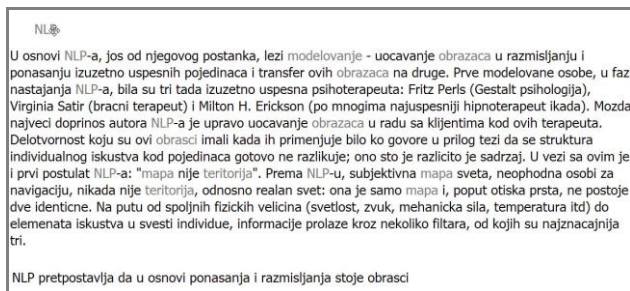 NLP
U osnovi NLP-a, jos od njegovog postanka, lezi modelovanje - uocavanje obrazaca u razmisljanju i
ponasanju izuzetno uspesnih pojedinaca i transfer ovih obrazaca na druge. Prve modelovane osobe, u faz
nastajanja NLP-a, bila su tri tada izuzetno uspesna psihoterapeuta: Fritz Perls (Gestalt psihologija),
Virginia Satir (bracni terapeut) i Milton H. Erickson (po mnogima najuspesniji hipnoterapeut ikada). Mozda
najveci doprinos autora NLP-a je upravo uocavanje obrazaca u radu sa klijentima kod ovih terapeuta.
Delotvornost koju su ovi obrasci imali kada ih primenjuje bilo ko govore u prilog tezi da se struktura
individualnog iskustva kod pojedinaca gotovo ne razlikuje; ono sto je razlicito je sadrzaj. U vezi sa ovim je
i prvi postulat NLP-a: "mapa nije teritorija". Prema NLP-u, subjektivna mapa sveta, neophodna osobi za
navigaciju, nikada nije teritorija, odnosno realan svet: ona je samo mapa i, poput otiska prsta, ne postoje
dve identicne. Na putu od spoljnih fizickih velicina (svetlost, zvuk, mehanicka sila, temperatura itd) do
elemenata iskustva u svesti individue, informacije prolaze kroz nekoliko filtara, od kojih su najznacajnija
tri.
NLP pretpostavlja da u osnovi ponasanja i razmisljanja stoje obrasci